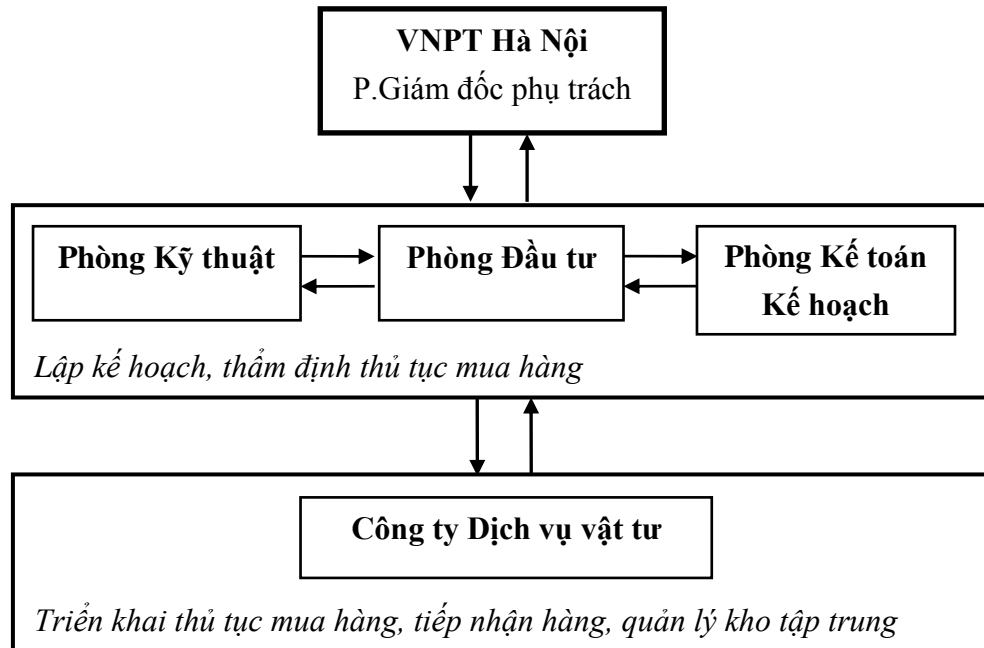 VNPT Hà Nội
P.Giám đốc phụ trách
Phòng Kỹ thuật
Phòng Đầu tư
Phòng Kế toán
Kế hoạch
Lập kế hoạch, thẩm định thủ tục mua hàng
Công ty Dịch vụ vật tư
Triển khai thủ tục mua hàng, tiếp nhận hàng, quản lý kho tập trung